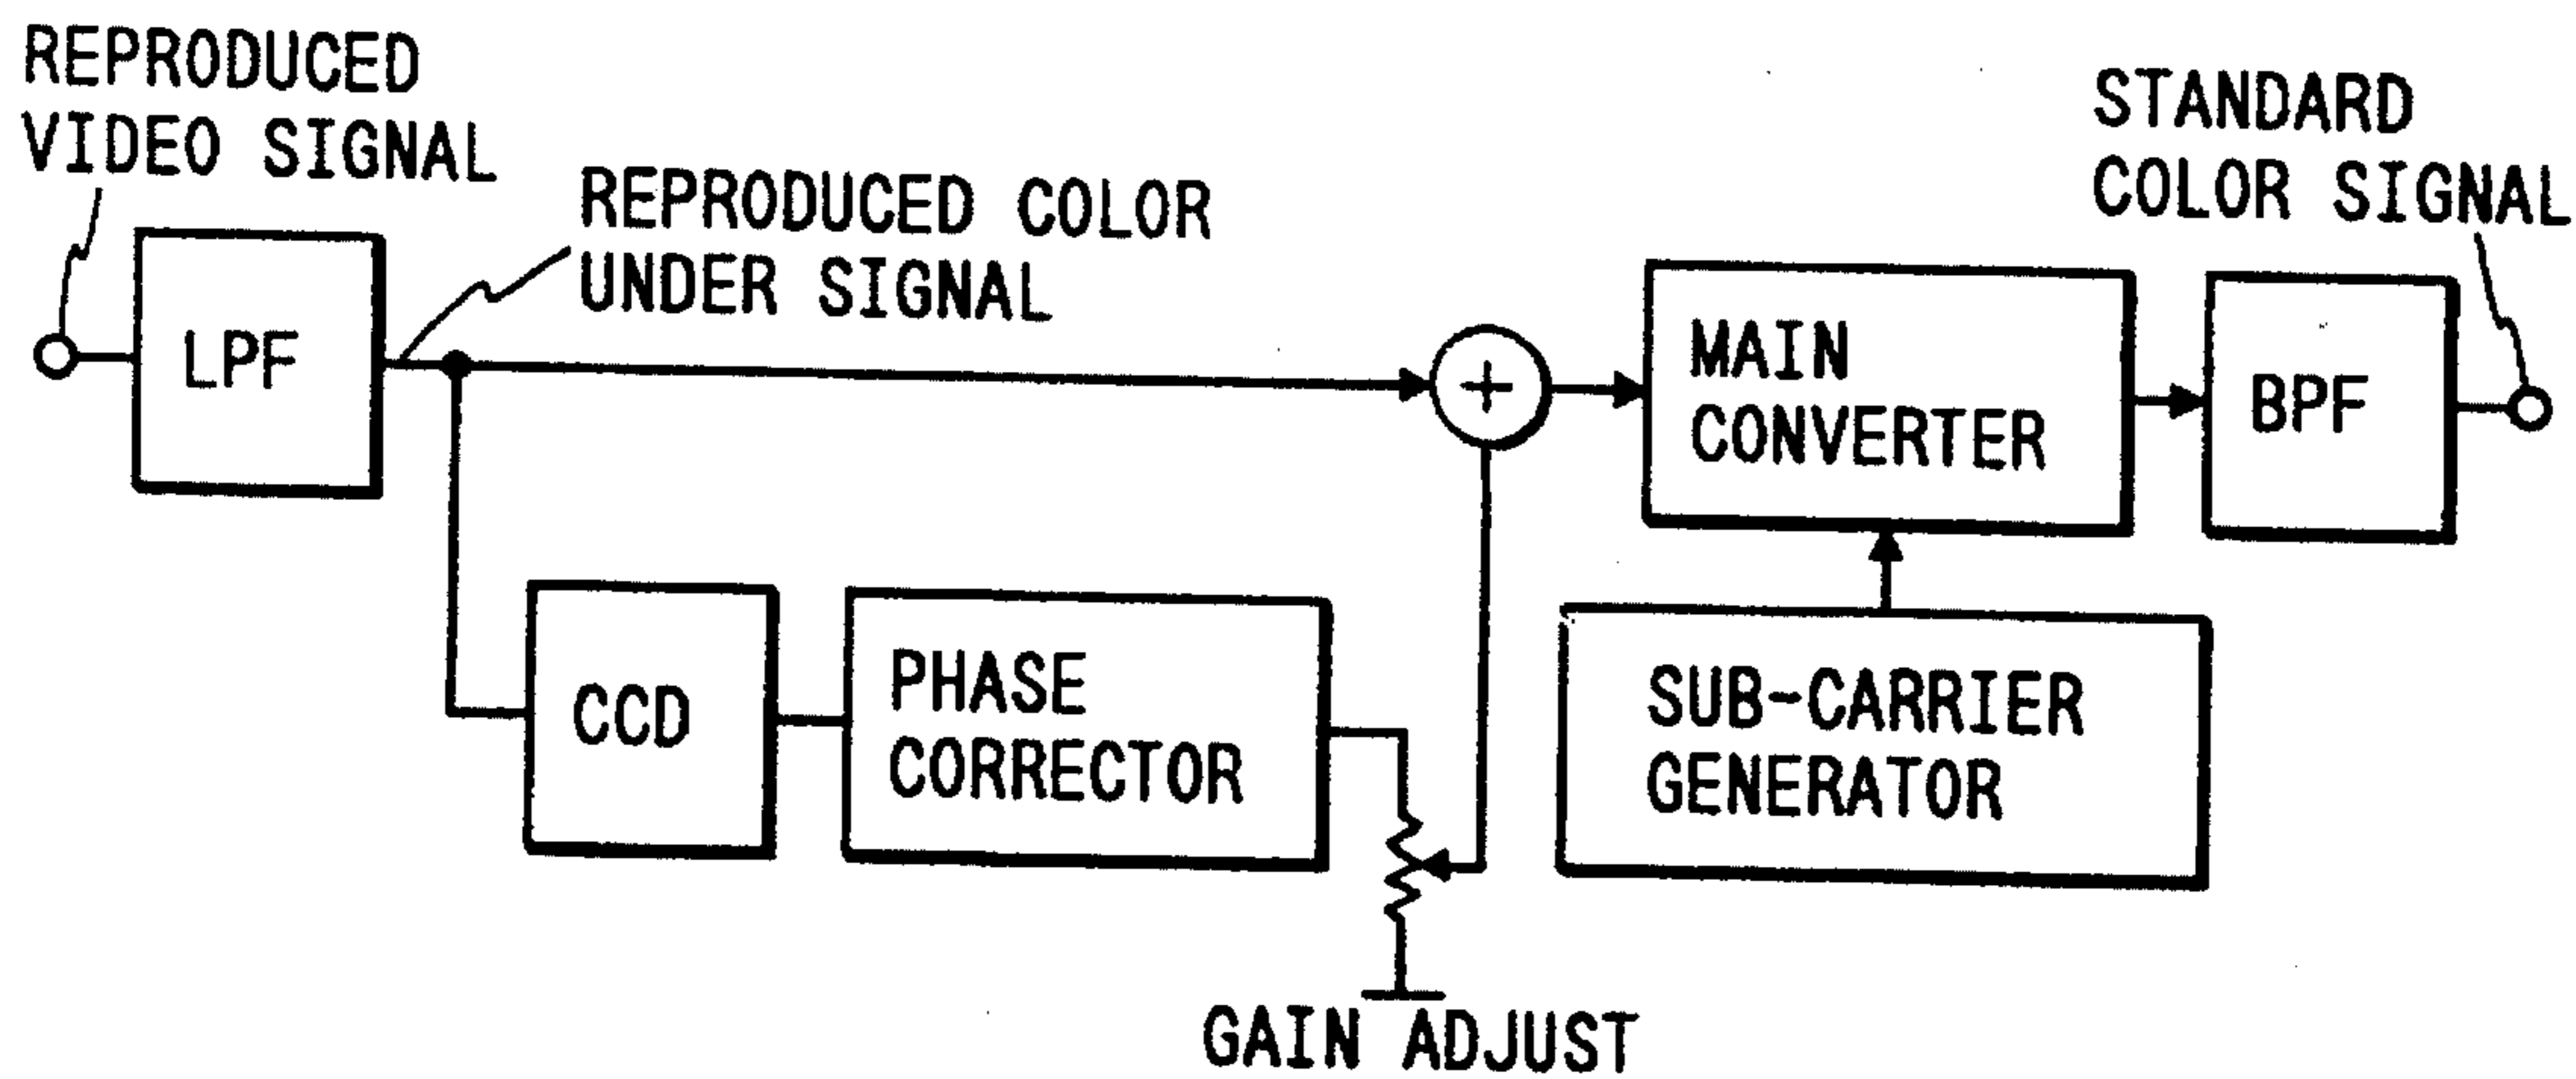 REPRODUCED
VIDEO SIGNAL
REPRODUCED COLOR
UNDER SIGNAL
STANDARD
COLOR SIGNAL
LPF
+
MAIN
CONVERTER
BPF
CCD
PHASE
CORRECTOR
SUB-CARRIER
GENERATOR
GAIN ADJUST